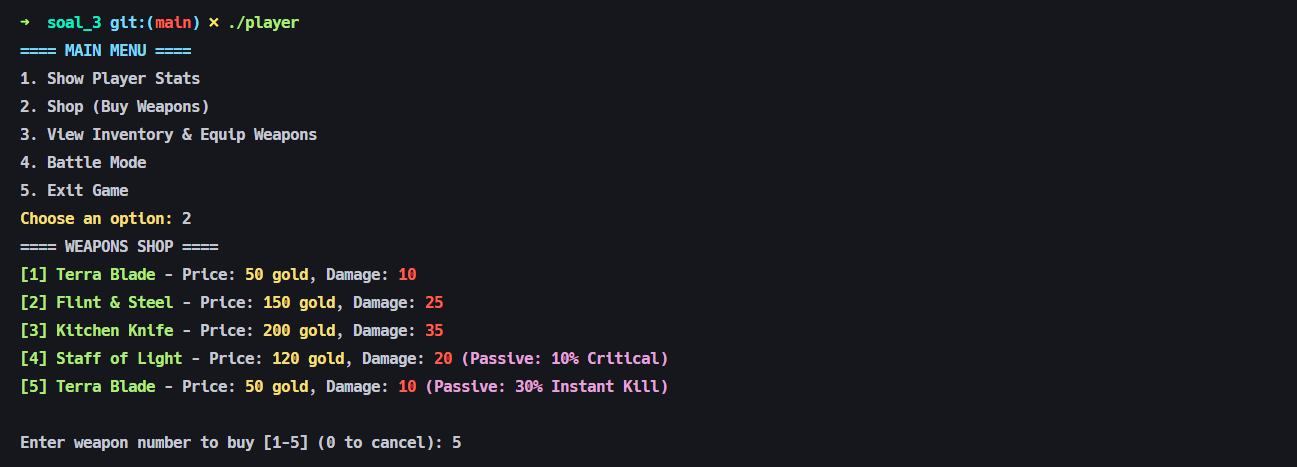 ➜ soal_3 git:(main) ✗ ./player
==== MAIN MENU ====
1. Show Player Stats
2. Shop (Buy Weapons)
3. View Inventory & Equip Weapons
4. Battle Mode
5. Exit Game
Choose an option: 2
==== WEAPONS SHOP ====
[1] Terra Blade - Price: 50 gold, Damage: 10
[2] Flint & Steel - Price: 150 gold, Damage: 25
[3] Kitchen Knife - Price: 200 gold, Damage: 35
[4] Staff of Light - Price: 120 gold, Damage: 20 (Passive: 10% Critical)
[5] Terra Blade - Price: 50 gold, Damage: 10 (Passive: 30% Instant Kill)
Enter weapon number to buy [1-5] (0 to cancel): 5